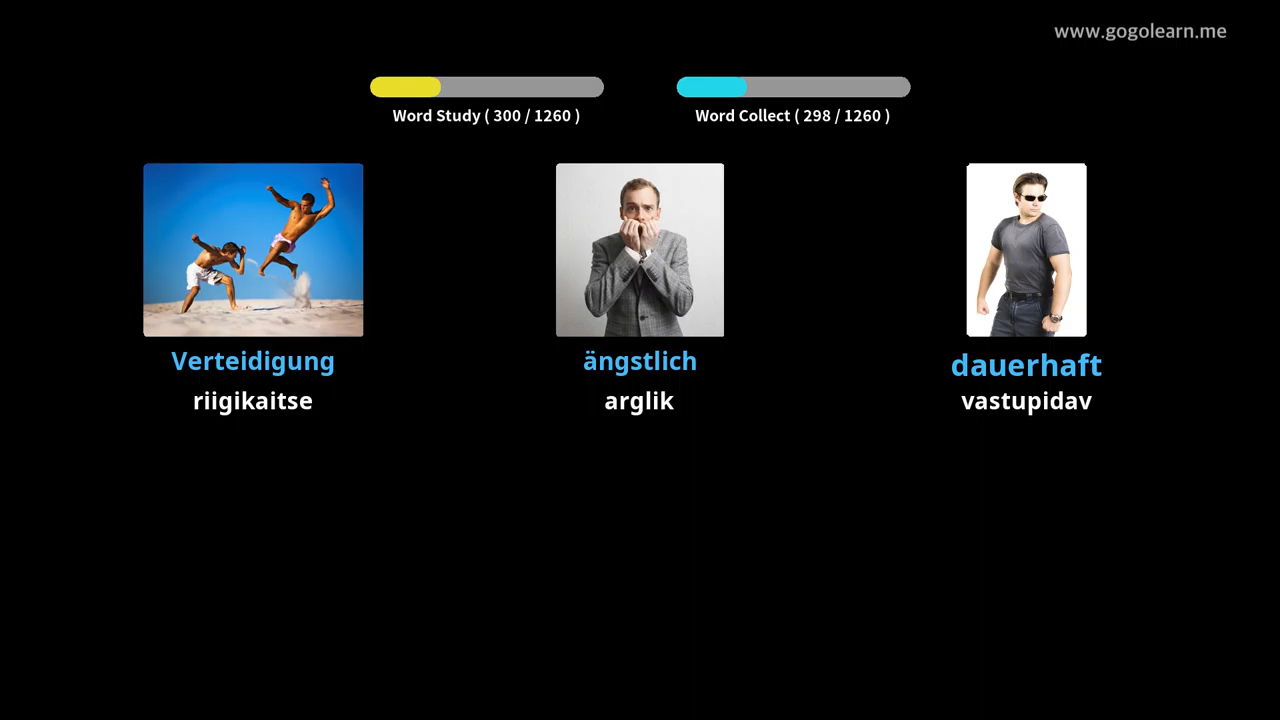 www.gogolearn.me
Word Study ( 300 / 1260 )
Word Collect ( 298 / 1260 )
Verteidigung
riigikaitse
ängstlich
arglik
dauerhaft
vastupidav